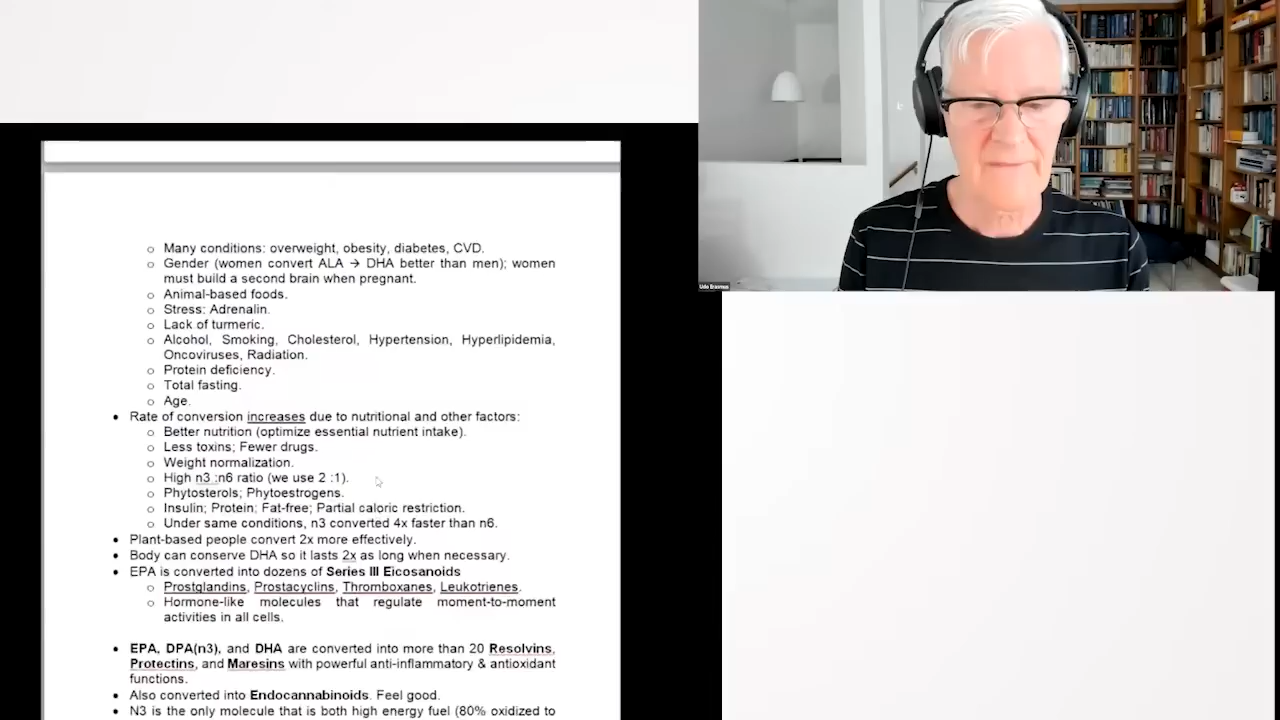 Many conditions: overweight, obesity, diabetes, CVD.
Gender (women convert ALA → DHA better than men); women
must build a second brain when pregnant.
Animal-based foods.
Stress: Adrenalin.
Lack of turmeric.
Alcohol, Smoking, Cholesterol, Hypertension, Hyperlipidemia,
Oncoviruses, Radiation.
Protein deficiency.
Total fasting.
Age.
Rate of conversion increases due to nutritional and other factors:
Better nutrition (optimize essential nutrient intake).
Less toxins; Fewer drugs.
Weight normalization.
High n3 :n6 ratio (we use 2 :1).
Phytosterols; Phytoestrogens.
Insulin; Protein; Fat-free; Partial caloric restriction.
Under same conditions, n3 converted 4x faster than n6.
Plant-based people convert 2x more effectively.
Body can conserve DHA so it lasts 2x as long when necessary.
EPA is converted into dozens of Series III Eicosanoids
Prostglandins, Prostacyclins, Thromboxanes, Leukotrienes.
Hormone-like molecules that regulate moment-to-moment
activities in all cells.
EPA, DPA(n3), and DHA are converted into more than 20 Resolvins,
Protectins, and Maresins with powerful anti-inflammatory & antioxidant
functions.
Also converted into Endocannabinoids. Feel good.
N3 is the only molecule that is both high energy fuel (80% oxidized to
Udo Erasmus